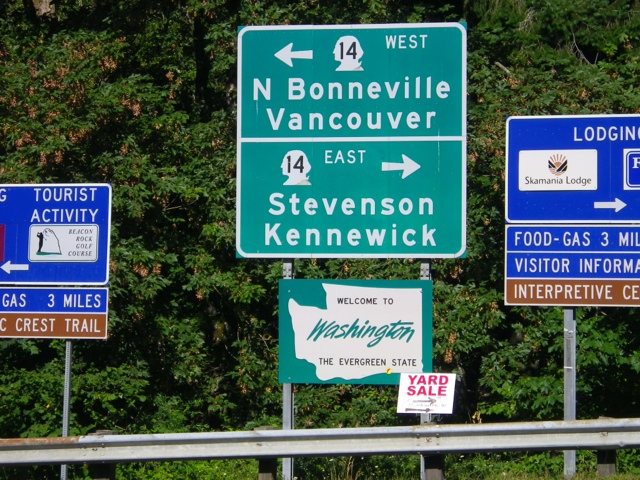 14 WEST
N Bonneville
Vancouver
14 EAST
Stevenson
Kennewick
WELCOME TO
Washington
THE EVERGREEN STATE
YARD
SALE
TOURIST
ACTIVITY
BEACON
ROCK
GOLF
COURSE
GAS 3 MILES
C CREST TRAIL
LODGING
Skamania Lodge
FOOD-GAS 3 MIL
VISITOR INFORMA
INTERPRETIVE CE